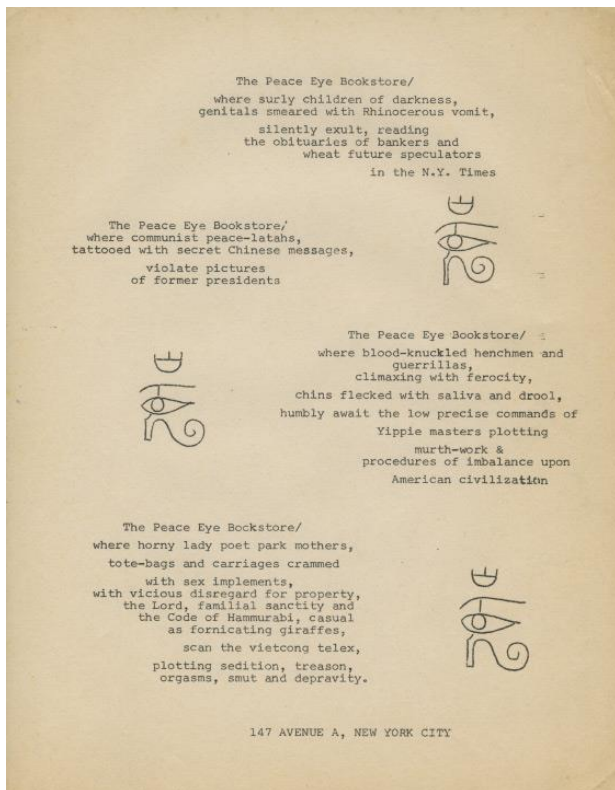 The Peace Eye Bookstore/
where surly children of darkness,
genitals smeared with Rhinocerous vomit,
silently exult, reading
the obituaries of bankers and
wheat future speculators
in the N.Y. Times
The Peace Eye Bookstore/
where communist peace-latahs,
tattooed with secret Chinese messages,
violate pictures
of former presidents
The Peace Eye Bookstore/
where blood-knuckled henchmen and
guerrillas,
climaxing with ferocity,
chins flecked with saliva and drool,
humbly await the low precise commands of
Yippie masters plotting
murth-work &
procedures of imbalance upon
American civilization
The Peace Eye Bookstore/
where horny lady poet park mothers,
tote-bags and carriages crammed
with sex implements,
with vicious disregard for property,
the Lord, familial sanctity and
the Code of Hammurabi, casual
as fornicating giraffes,
scan the vietcong telex,
plotting sedition, treason,
orgasms, smut and depravity.
147 AVENUE A, NEW YORK CITY